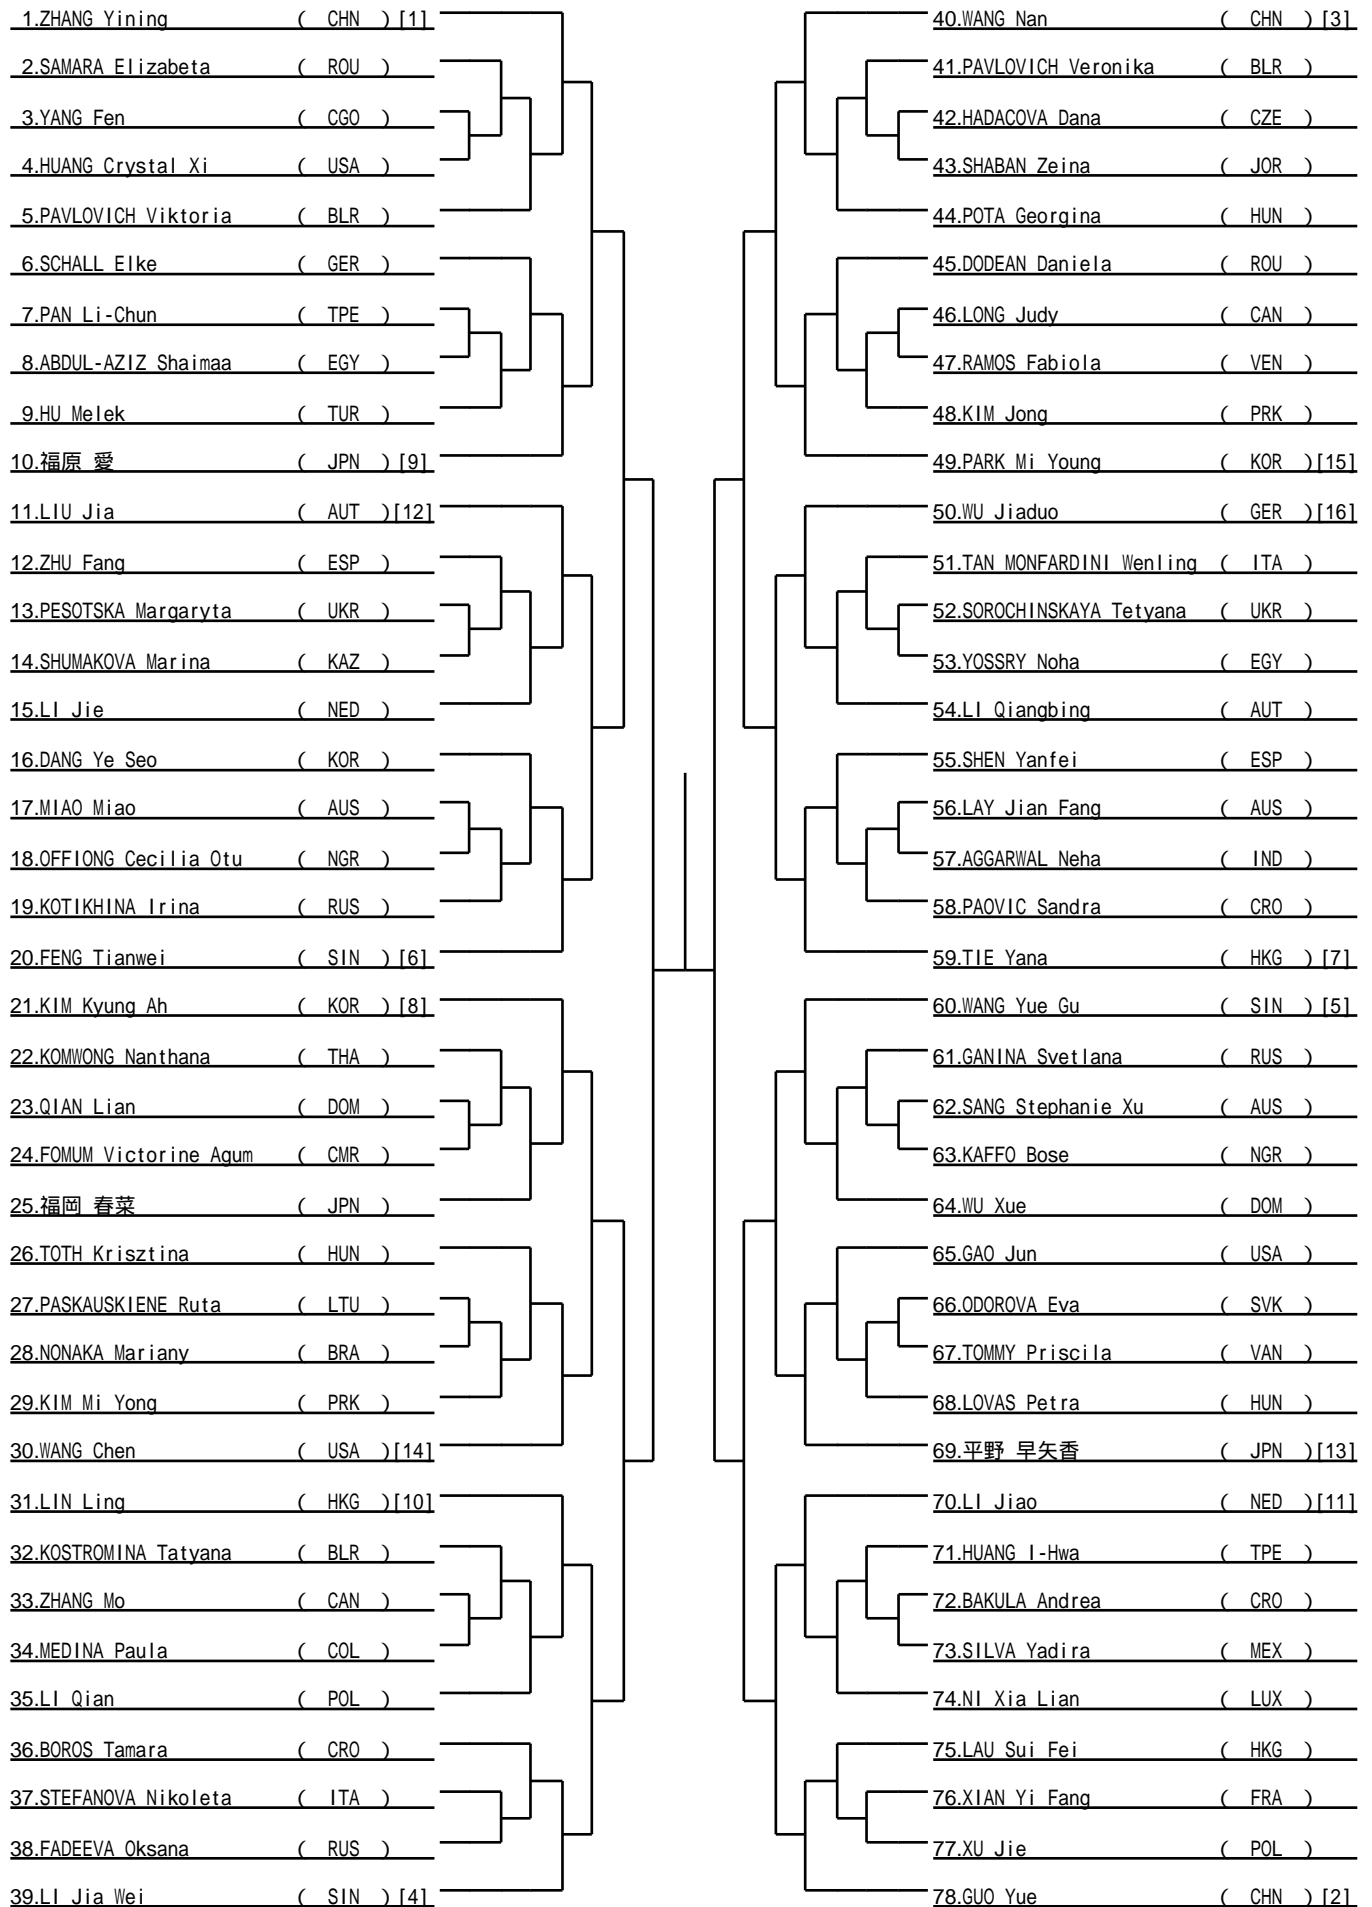 1.ZHANG Yining ( CHN ) [1]
2.SAMARA Elizabeta ( ROU )
3.YANG Fen ( CGO )
4.HUANG Crystal Xi ( USA )
5.PAVLOVICH Viktoria ( BLR )
6.SCHALL Elke ( GER )
7.PAN Li-Chun ( TPE )
8.ABDUL-AZIZ Shaimaa ( EGY )
9.HU Melek ( TUR )
10.福原 愛 ( JPN ) [9]
11.LIU Jia ( AUT )[12]
12.ZHU Fang ( ESP )
13.PESOTSKA Margaryta ( UKR )
14.SHUMAKOVA Marina ( KAZ )
15.LI Jie ( NED )
16.DANG Ye Seo ( KOR )
17.MIAO Miao ( AUS )
18.OFFIONG Cecilia Otu ( NGR )
19.KOTIKHINA Irina ( RUS )
20.FENG Tianwei ( SIN ) [6]
21.KIM Kyung Ah ( KOR ) [8]
22.KOMWONG Nanthana ( THA )
23.QIAN Lian ( DOM )
24.FOMUM Victorine Agum ( CMR )
25.福岡 春菜 ( JPN )
26.TOTH Krisztina ( HUN )
27.PASKAUSKIENE Ruta ( LTU )
28.NONAKA Mariany ( BRA )
29.KIM Mi Yong ( PRK )
30.WANG Chen ( USA )[14]
31.LIN Ling ( HKG )[10]
32.KOSTROMINA Tatyana ( BLR )
33.ZHANG Mo ( CAN )
34.MEDINA Paula ( COL )
35.LI Qian ( POL )
36.BOROS Tamara ( CRO )
37.STEFANOVA Nikoleta ( ITA )
38.FADEEVA Oksana ( RUS )
39.LI Jia Wei ( SIN ) [4]
40.WANG Nan ( CHN ) [3]
41.PAVLOVICH Veronika ( BLR )
42.HADACOVA Dana ( CZE )
43.SHABAN Zeina ( JOR )
44.POTA Georgina ( HUN )
45.DODEAN Daniela ( ROU )
46.LONG Judy ( CAN )
47.RAMOS Fabiola ( VEN )
48.KIM Jong ( PRK )
49.PARK Mi Young ( KOR )[15]
50.WU Jiaduo ( GER )[16]
51.TAN MONFARDINI Wenling ( ITA )
52.SOROCHINSKAYA Tetyana ( UKR )
53.YOSSRY Noha ( EGY )
54.LI Qiangbing ( AUT )
55.SHEN Yanfei ( ESP )
56.LAY Jian Fang ( AUS )
57.AGGARWAL Neha ( IND )
58.PAOVIC Sandra ( CRO )
59.TIE Yana ( HKG ) [7]
60.WANG Yue Gu ( SIN ) [5]
61.GANINA Svetlana ( RUS )
62.SANG Stephanie Xu ( AUS )
63.KAFFO Bose ( NGR )
64.WU Xue ( DOM )
65.GAO Jun ( USA )
66.ODOROVA Eva ( SVK )
67.TOMMY Priscila ( VAN )
68.LOVAS Petra ( HUN )
69.平野 早矢香 ( JPN )[13]
70.LI Jiao ( NED )[11]
71.HUANG I-Hwa ( TPE )
72.BAKULA Andrea ( CRO )
73.SILVA Yadira ( MEX )
74.NI Xia Lian ( LUX )
75.LAU Sui Fei ( HKG )
76.XIAN Yi Fang ( FRA )
77.XU Jie ( POL )
78.GUO Yue ( CHN ) [2]